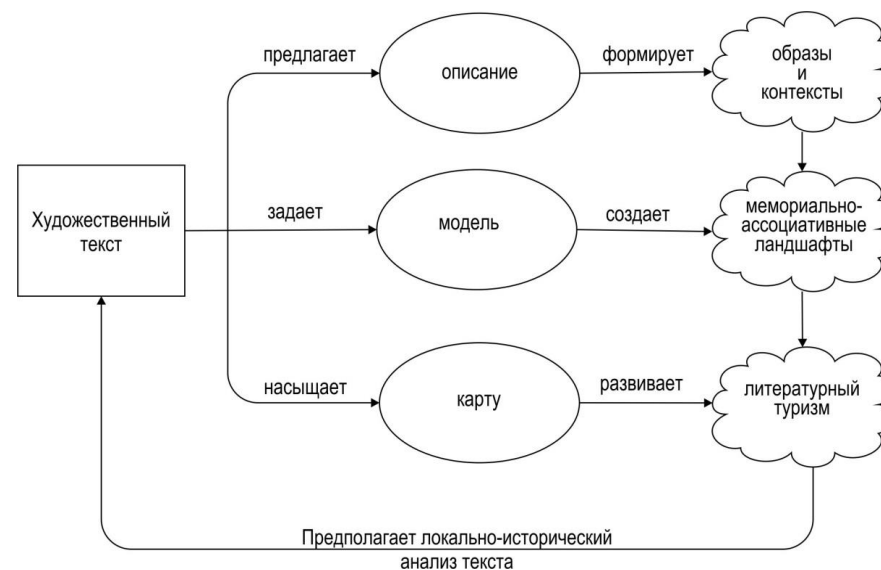 предлагает
описание
формирует
образы
и
контексты
Художественный
текст
задает
модель
создает
мемориально-
ассоциативные
ландшафты
насыщает
карту
развивает
литературный
туризм
Предполагает локально-исторический
анализ текста